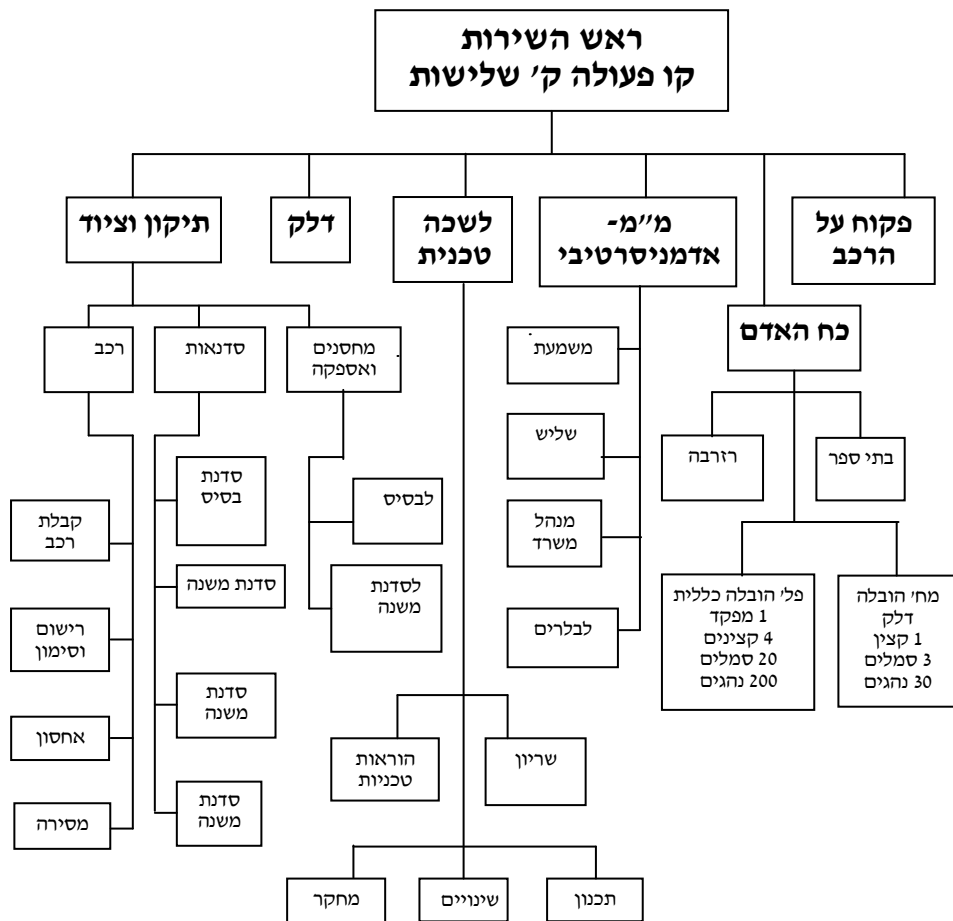 ראש השירות
קו פעולה ק' שלישות
פקוח על
הרכב
כח האדם
בתי ספר
רזרבה
מח' הובלה
דלק
1 קצין
3 סמלים
30 נהגים
פל' הובלה כללית
1 מפקד
4 קצינים
20 סמלים
200 נהגים
מ"מ-
אדמניסרטיבי
משמעת
שליש
מנהל
משרד
לבלרים
לשכה
טכנית
שריון
הוראות
טכניות
תכנון
שינויים
מחקר
דלק
תיקון וציוד
מחסנים
ואספקה
לבסיס
לסדנת
משנה
סדנאות
סדנת
בסיס
סדנת משנה
סדנת
משנה
סדנת
משנה
רכב
קבלת
רכב
רישום
וסימון
אחסון
מסירה